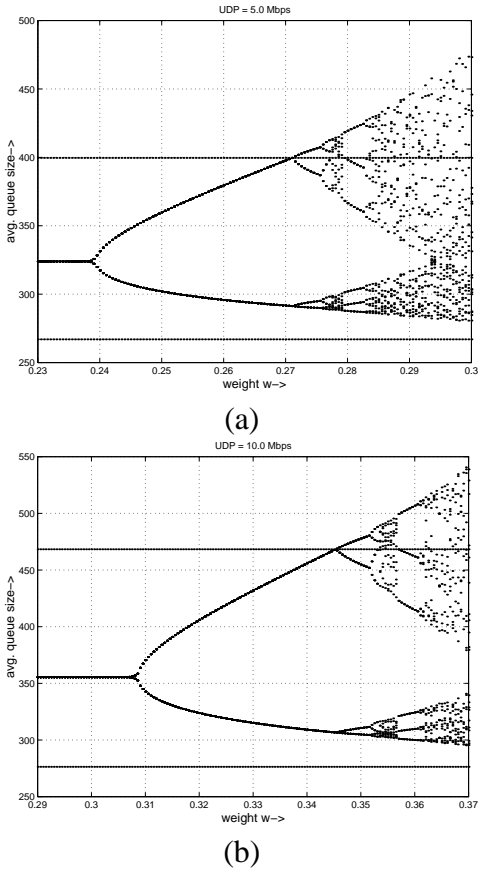 UDP = 5.0 Mbps
500
450
400
350
300
250
avg. queue size−>
0.23 0.24 0.25 0.26 0.27 0.28 0.29 0.3
weight w−>
(a)
UDP = 10.0 Mbps
550
500
450
400
350
300
250
avg. queue size−>
0.29 0.3 0.31 0.32 0.33 0.34 0.35 0.36 0.37
weight w−>
(b)